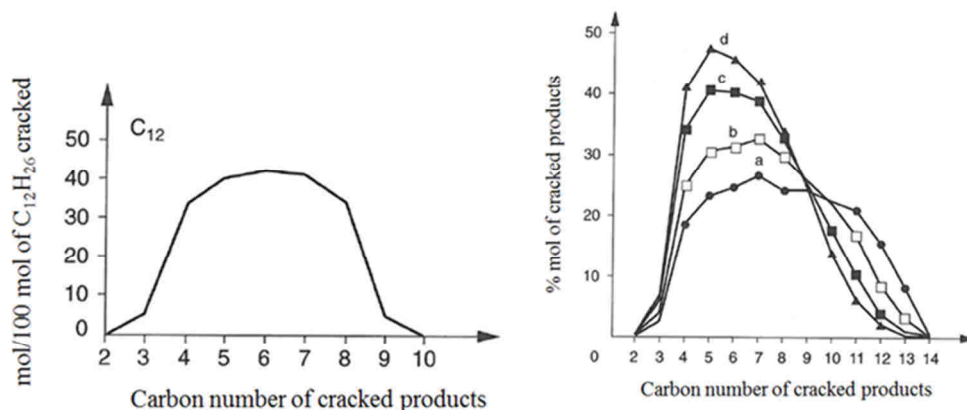 mol/100 mol of C₁₂H₂₆ cracked
C₁₂
50
40
30
20
10
0
2 3 4 5 6 7 8 9 10
Carbon number of cracked products
% mol of cracked products
50
40
30
20
10
0
d
c
b
a
2 3 4 5 6 7 8 9 10 11 12 13 14
Carbon number of cracked products